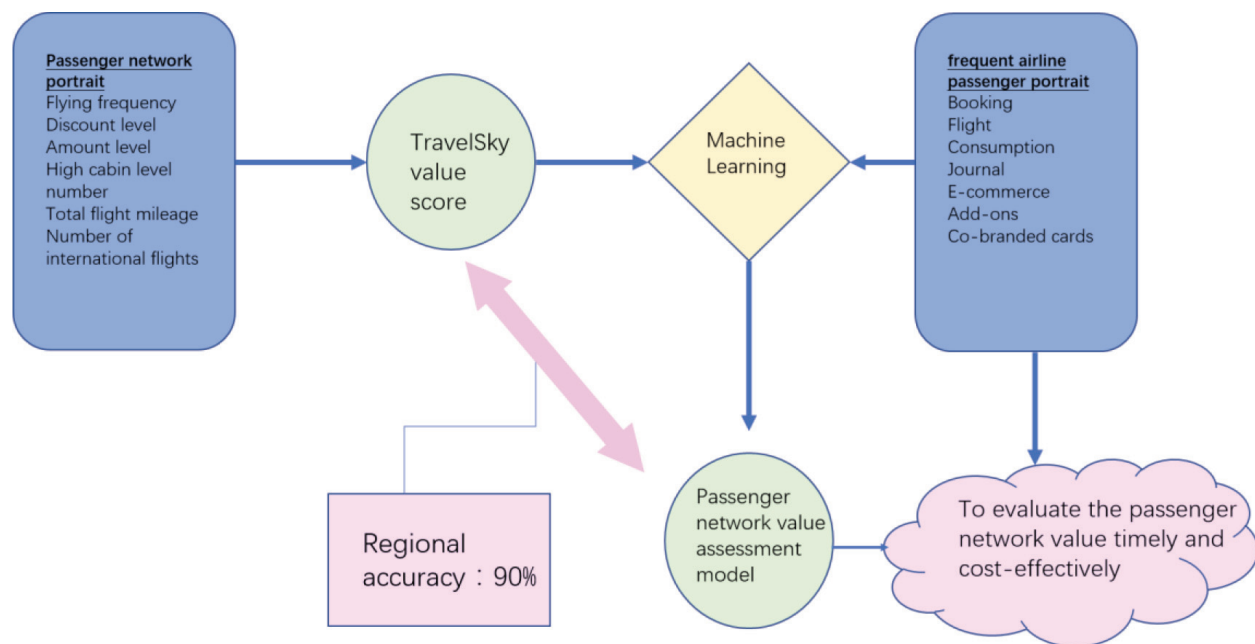 Passenger network
portrait
Flying frequency
Discount level
Amount level
High cabin level
number
Total flight mileage
Number of
international flights
TravelSky
value
score
Machine
Learning
frequent airline
passenger portrait
Booking
Flight
Consumption
Journal
E-commerce
Add-ons
Co-branded cards
Regional
accuracy：90%
Passenger
network value
assessment
model
To evaluate the passenger
network value timely and
cost-effectively